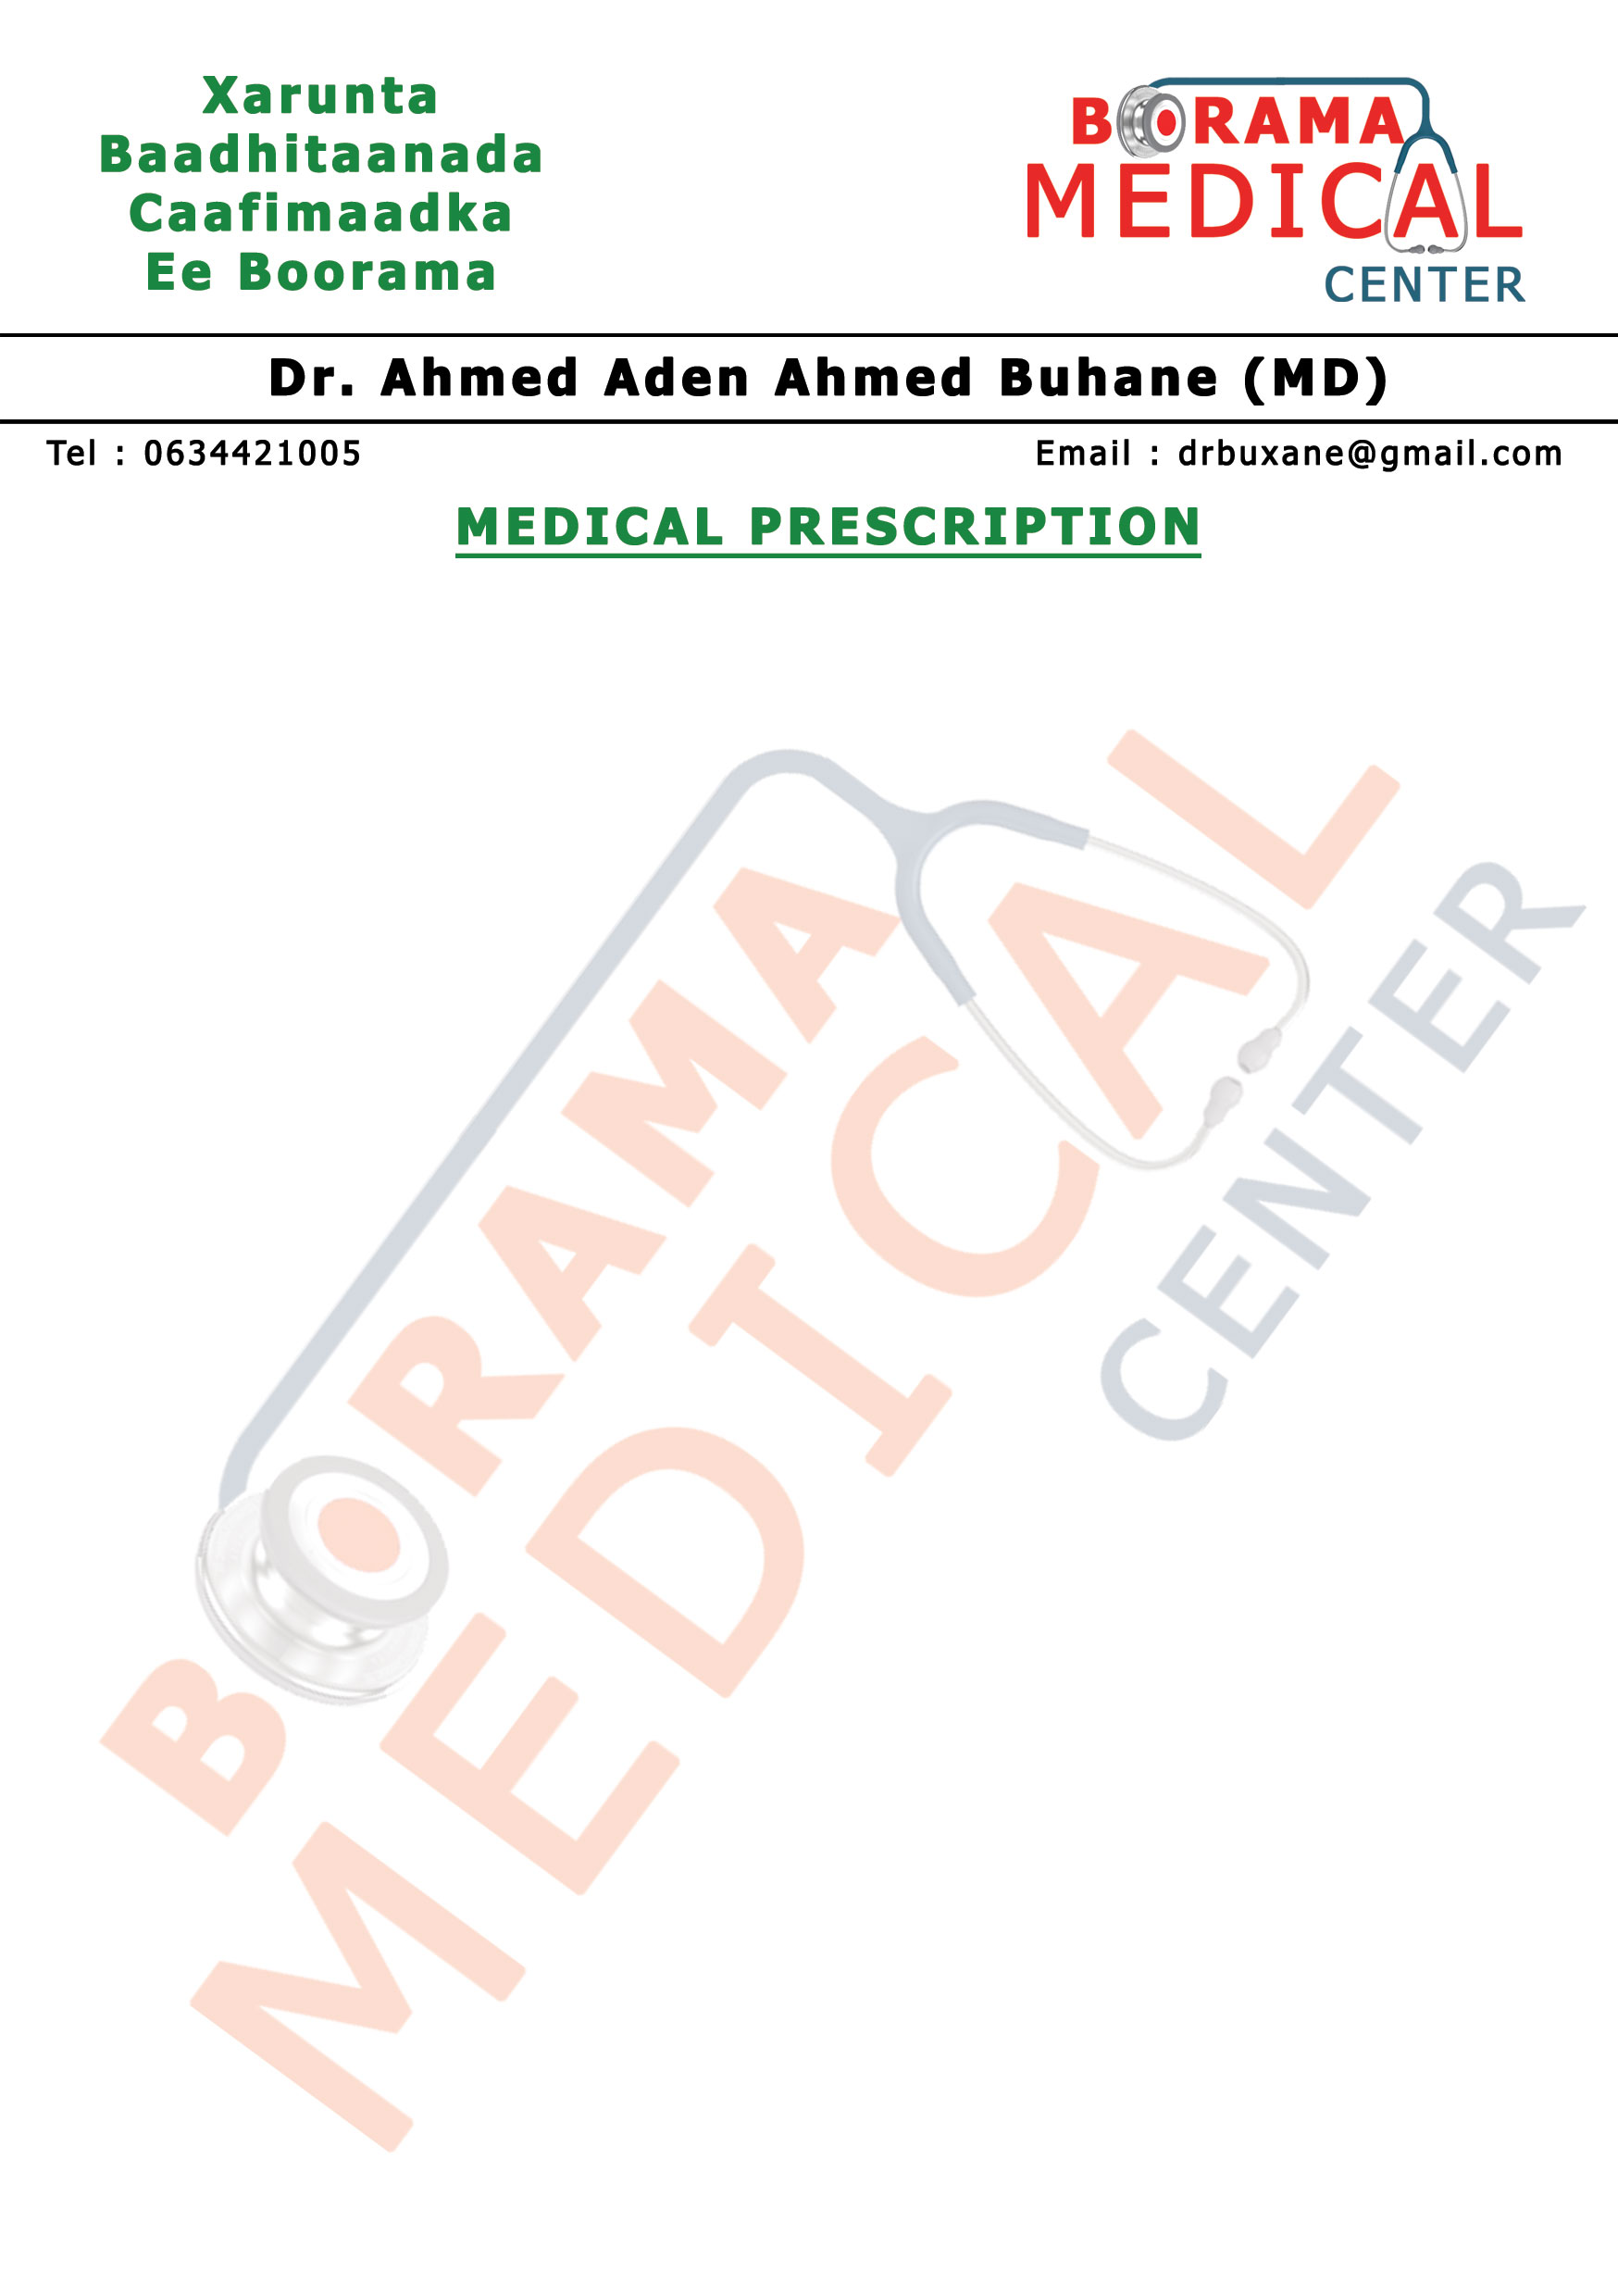 Xarunta
Baadhitaanada
Caafimaadka
Ee Boorama
BORAMA
MEDICAL
CENTER
Dr. Ahmed Aden Ahmed Buhane (MD)
Tel : 0634421005
Email : drbuxane@gmail.com
MEDICAL PRESCRIPTION
BORAMA
MEDICAL
CENTER